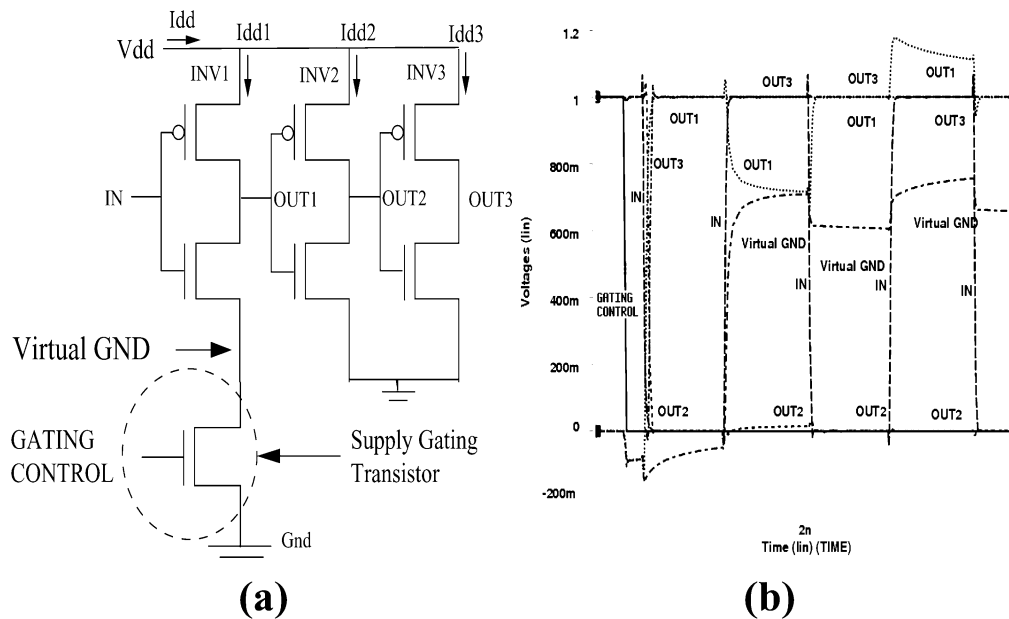 Idd
Vdd
Idd1
Idd2
Idd3
INV1
INV2
INV3
IN
OUT1
OUT2
OUT3
Virtual GND
GATING
CONTROL
Supply Gating
Transistor
Gnd
(a)
1.2
1
800m
600m
400m
200m
0
-200m
Voltages (lin)
OUT3
OUT3
OUT1
OUT1
OUT1
OUT3
OUT3
OUT1
IN
IN
Virtual GND
Virtual GND
Virtual GND
IN
IN
IN
GATING
CONTROL
OUT2
OUT2
OUT2
OUT2
2n
Time (lin) (TIME)
(b)